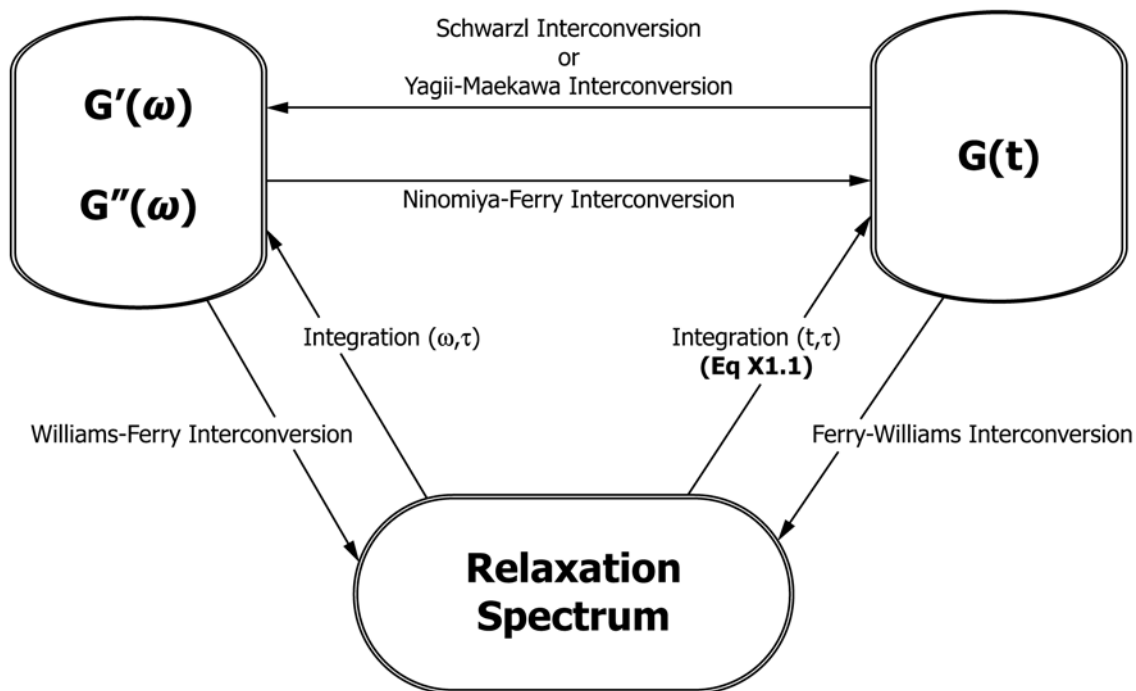 Schwarzl Interconversion
or
Yagii-Maekawa Interconversion
G'(ω)
G"(ω)
G(t)
Ninomiya-Ferry Interconversion
Integration (ω,τ)
Integration (t,τ)
(Eq X1.1)
Williams-Ferry Interconversion
Ferry-Williams Interconversion
Relaxation
Spectrum